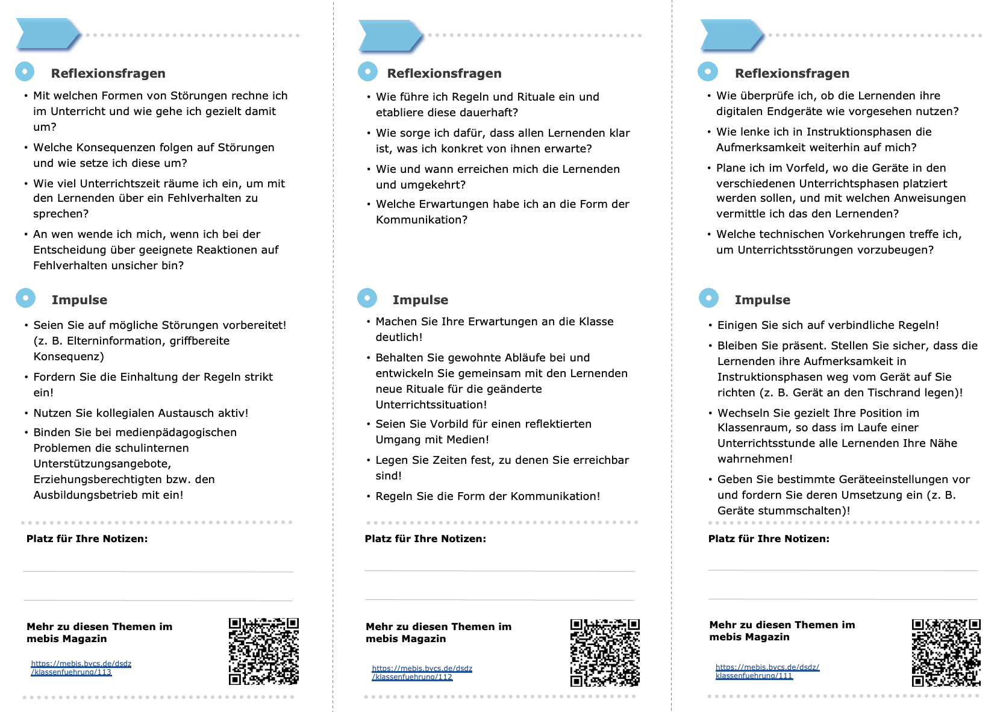 Reflexionsfragen
• Mit welchen Formen von Störungen rechne ich
im Unterricht und wie gehe ich gezielt damit
um?
• Welche Konsequenzen folgen auf Störungen
und wie setze ich diese um?
• Wie viel Unterrichtszeit räume ich ein, um mit
den Lernenden über ein Fehlverhalten zu
sprechen?
• An wen wende ich mich, wenn ich bei der
Entscheidung über geeignete Reaktionen auf
Fehlverhalten unsicher bin?
Impulse
• Seien Sie auf mögliche Störungen vorbereitet!
(z. B. Elterninformation, griffbereite
Konsequenz)
• Fordern Sie die Einhaltung der Regeln strikt
ein!
• Nutzen Sie kollegialen Austausch aktiv!
• Binden Sie bei medienpädagogischen
Problemen die schulinternen
Unterstützungsangebote,
Erziehungsberechtigten bzw. den
Ausbildungsbetrieb mit ein!
Platz für Ihre Notizen:
Mehr zu diesen Themen im
mebis Magazin
https://mebis.bycs.de/dsdz
/klassenfuehrung/113
Reflexionsfragen
• Wie führe ich Regeln und Rituale ein und
etabliere diese dauerhaft?
• Wie sorge ich dafür, dass allen Lernenden klar
ist, was ich konkret von ihnen erwarte?
• Wie und wann erreichen mich die Lernenden
und umgekehrt?
• Welche Erwartungen habe ich an die Form der
Kommunikation?
Impulse
• Machen Sie Ihre Erwartungen an die Klasse
deutlich!
• Behalten Sie gewohnte Abläufe bei und
entwickeln Sie gemeinsam mit den Lernenden
neue Rituale für die geänderte
Unterrichtssituation!
• Seien Sie Vorbild für einen reflektierten
Umgang mit Medien!
• Legen Sie Zeiten fest, zu denen Sie erreichbar
sind!
• Regeln Sie die Form der Kommunikation!
Platz für Ihre Notizen:
Mehr zu diesen Themen im
mebis Magazin
https://mebis.bycs.de/dsdz
/klassenfuehrung/112
Reflexionsfragen
• Wie überprüfe ich, ob die Lernenden ihre
digitalen Endgeräte wie vorgesehen nutzen?
• Wie lenke ich in Instruktionsphasen die
Aufmerksamkeit weiterhin auf mich?
• Plane ich im Vorfeld, wo die Geräte in den
verschiedenen Unterrichtsphasen platziert
werden sollen, und mit welchen Anweisungen
vermittle ich das den Lernenden?
• Welche technischen Vorkehrungen treffe ich,
um Unterrichtsstörungen vorzubeugen?
Impulse
• Einigen Sie sich auf verbindliche Regeln!
• Bleiben Sie präsent. Stellen Sie sicher, dass die
Lernenden ihre Aufmerksamkeit in
Instruktionsphasen weg vom Gerät auf Sie
richten (z. B. Gerät an den Tischrand legen)!
• Wechseln Sie gezielt Ihre Position im
Klassenraum, so dass im Laufe einer
Unterrichtsstunde alle Lernenden Ihre Nähe
wahrnehmen!
• Geben Sie bestimmte Geräteeinstellungen vor
und fordern Sie deren Umsetzung ein (z. B.
Geräte stummschalten)!
Platz für Ihre Notizen:
Mehr zu diesen Themen im
mebis Magazin
https://mebis.bycs.de/dsdz/
klassenfuehrung/111